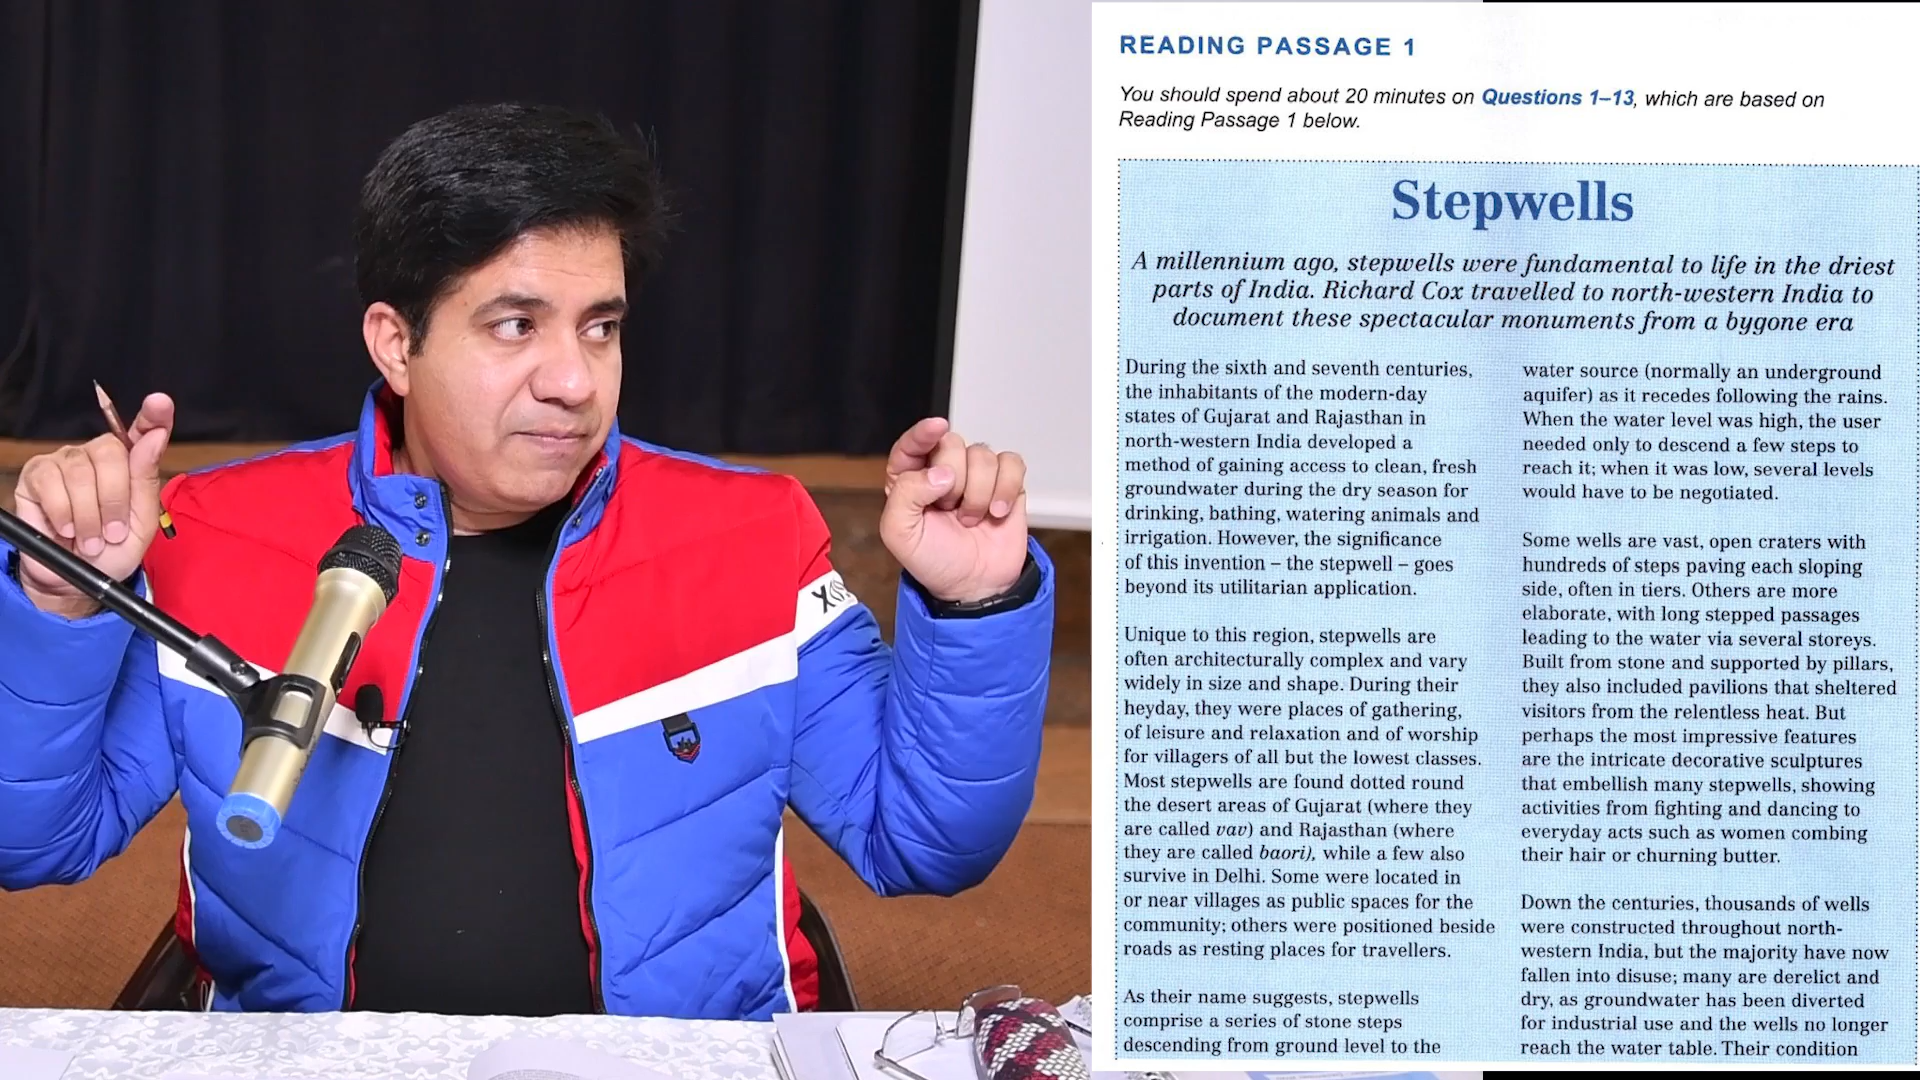 READING PASSAGE 1
You should spend about 20 minutes on Questions 1–13, which are based on
Reading Passage 1 below.
Stepwells
A millennium ago, stepwells were fundamental to life in the driest
parts of India. Richard Cox travelled to north-western India to
document these spectacular monuments from a bygone era
During the sixth and seventh centuries,
the inhabitants of the modern-day
states of Gujarat and Rajasthan in
north-western India developed a
method of gaining access to clean, fresh
groundwater during the dry season for
drinking, bathing, watering animals and
irrigation. However, the significance
of this invention – the stepwell – goes
beyond its utilitarian application.
Unique to this region, stepwells are
often architecturally complex and vary
widely in size and shape. During their
heyday, they were places of gathering,
of leisure and relaxation and of worship
for villagers of all but the lowest classes.
Most stepwells are found dotted round
the desert areas of Gujarat (where they
are called vav) and Rajasthan (where
they are called baori), while a few also
survive in Delhi. Some were located in
or near villages as public spaces for the
community; others were positioned beside
roads as resting places for travellers.
As their name suggests, stepwells
comprise a series of stone steps
descending from ground level to the
water source (normally an underground
aquifer) as it recedes following the rains.
When the water level was high, the user
needed only to descend a few steps to
reach it; when it was low, several levels
would have to be negotiated.
Some wells are vast, open craters with
hundreds of steps paving each sloping
side, often in tiers. Others are more
elaborate, with long stepped passages
leading to the water via several storeys.
Built from stone and supported by pillars,
they also included pavilions that sheltered
visitors from the relentless heat. But
perhaps the most impressive features
are the intricate decorative sculptures
that embellish many stepwells, showing
activities from fighting and dancing to
everyday acts such as women combing
their hair or churning butter.
Down the centuries, thousands of wells
were constructed throughout north-
western India, but the majority have now
fallen into disuse; many are derelict and
dry, as groundwater has been diverted
for industrial use and the wells no longer
reach the water table. Their condition